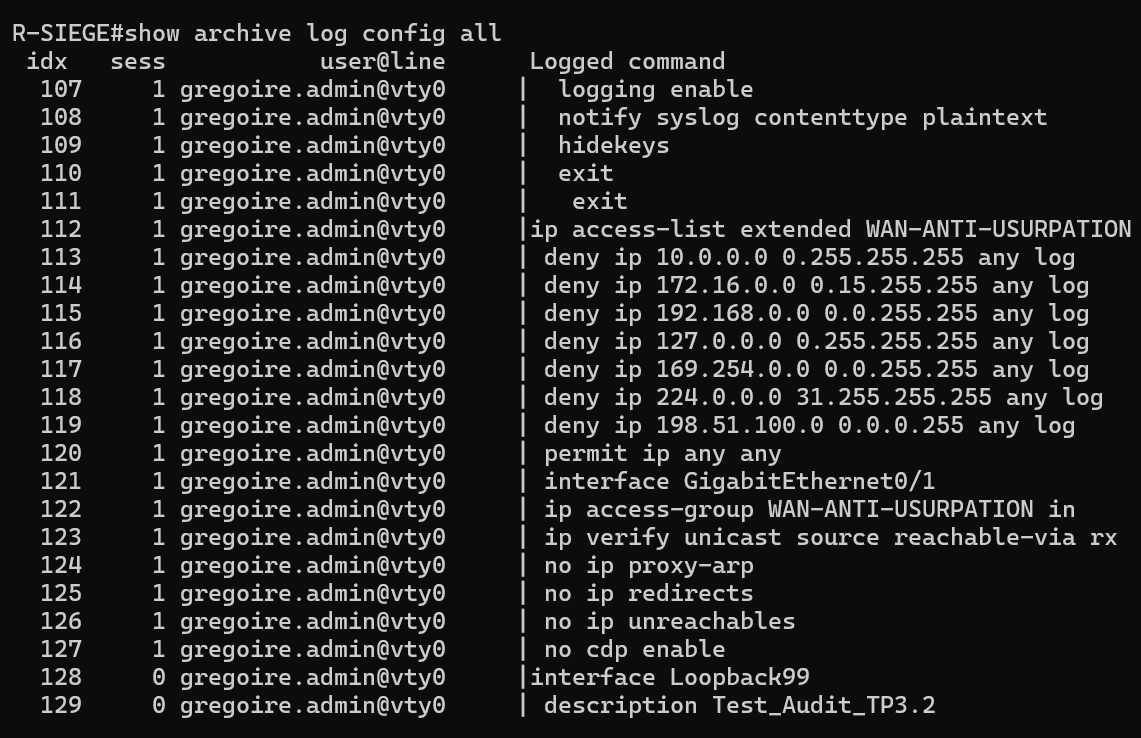 R-SIEGE#show archive log config all
 idx   sess           user@line      Logged command
  107     1 gregoire.admin@vty0     |  logging enable
  108     1 gregoire.admin@vty0     |  notify syslog contenttype plaintext
  109     1 gregoire.admin@vty0     |  hidekeys
  110     1 gregoire.admin@vty0     |  exit
  111     1 gregoire.admin@vty0     |   exit
  112     1 gregoire.admin@vty0     |ip access-list extended WAN-ANTI-USURPATION
  113     1 gregoire.admin@vty0     | deny ip 10.0.0.0 0.255.255.255 any log
  114     1 gregoire.admin@vty0     | deny ip 172.16.0.0 0.15.255.255 any log
  115     1 gregoire.admin@vty0     | deny ip 192.168.0.0 0.0.255.255 any log
  116     1 gregoire.admin@vty0     | deny ip 127.0.0.0 0.255.255.255 any log
  117     1 gregoire.admin@vty0     | deny ip 169.254.0.0 0.0.255.255 any log
  118     1 gregoire.admin@vty0     | deny ip 224.0.0.0 31.255.255.255 any log
  119     1 gregoire.admin@vty0     | deny ip 198.51.100.0 0.0.0.255 any log
  120     1 gregoire.admin@vty0     | permit ip any any
  121     1 gregoire.admin@vty0     | interface GigabitEthernet0/1
  122     1 gregoire.admin@vty0     | ip access-group WAN-ANTI-USURPATION in
  123     1 gregoire.admin@vty0     | ip verify unicast source reachable-via rx
  124     1 gregoire.admin@vty0     | no ip proxy-arp
  125     1 gregoire.admin@vty0     | no ip redirects
  126     1 gregoire.admin@vty0     | no ip unreachables
  127     1 gregoire.admin@vty0     | no cdp enable
  128     0 gregoire.admin@vty0     |interface Loopback99
  129     0 gregoire.admin@vty0     | description Test_Audit_TP3.2